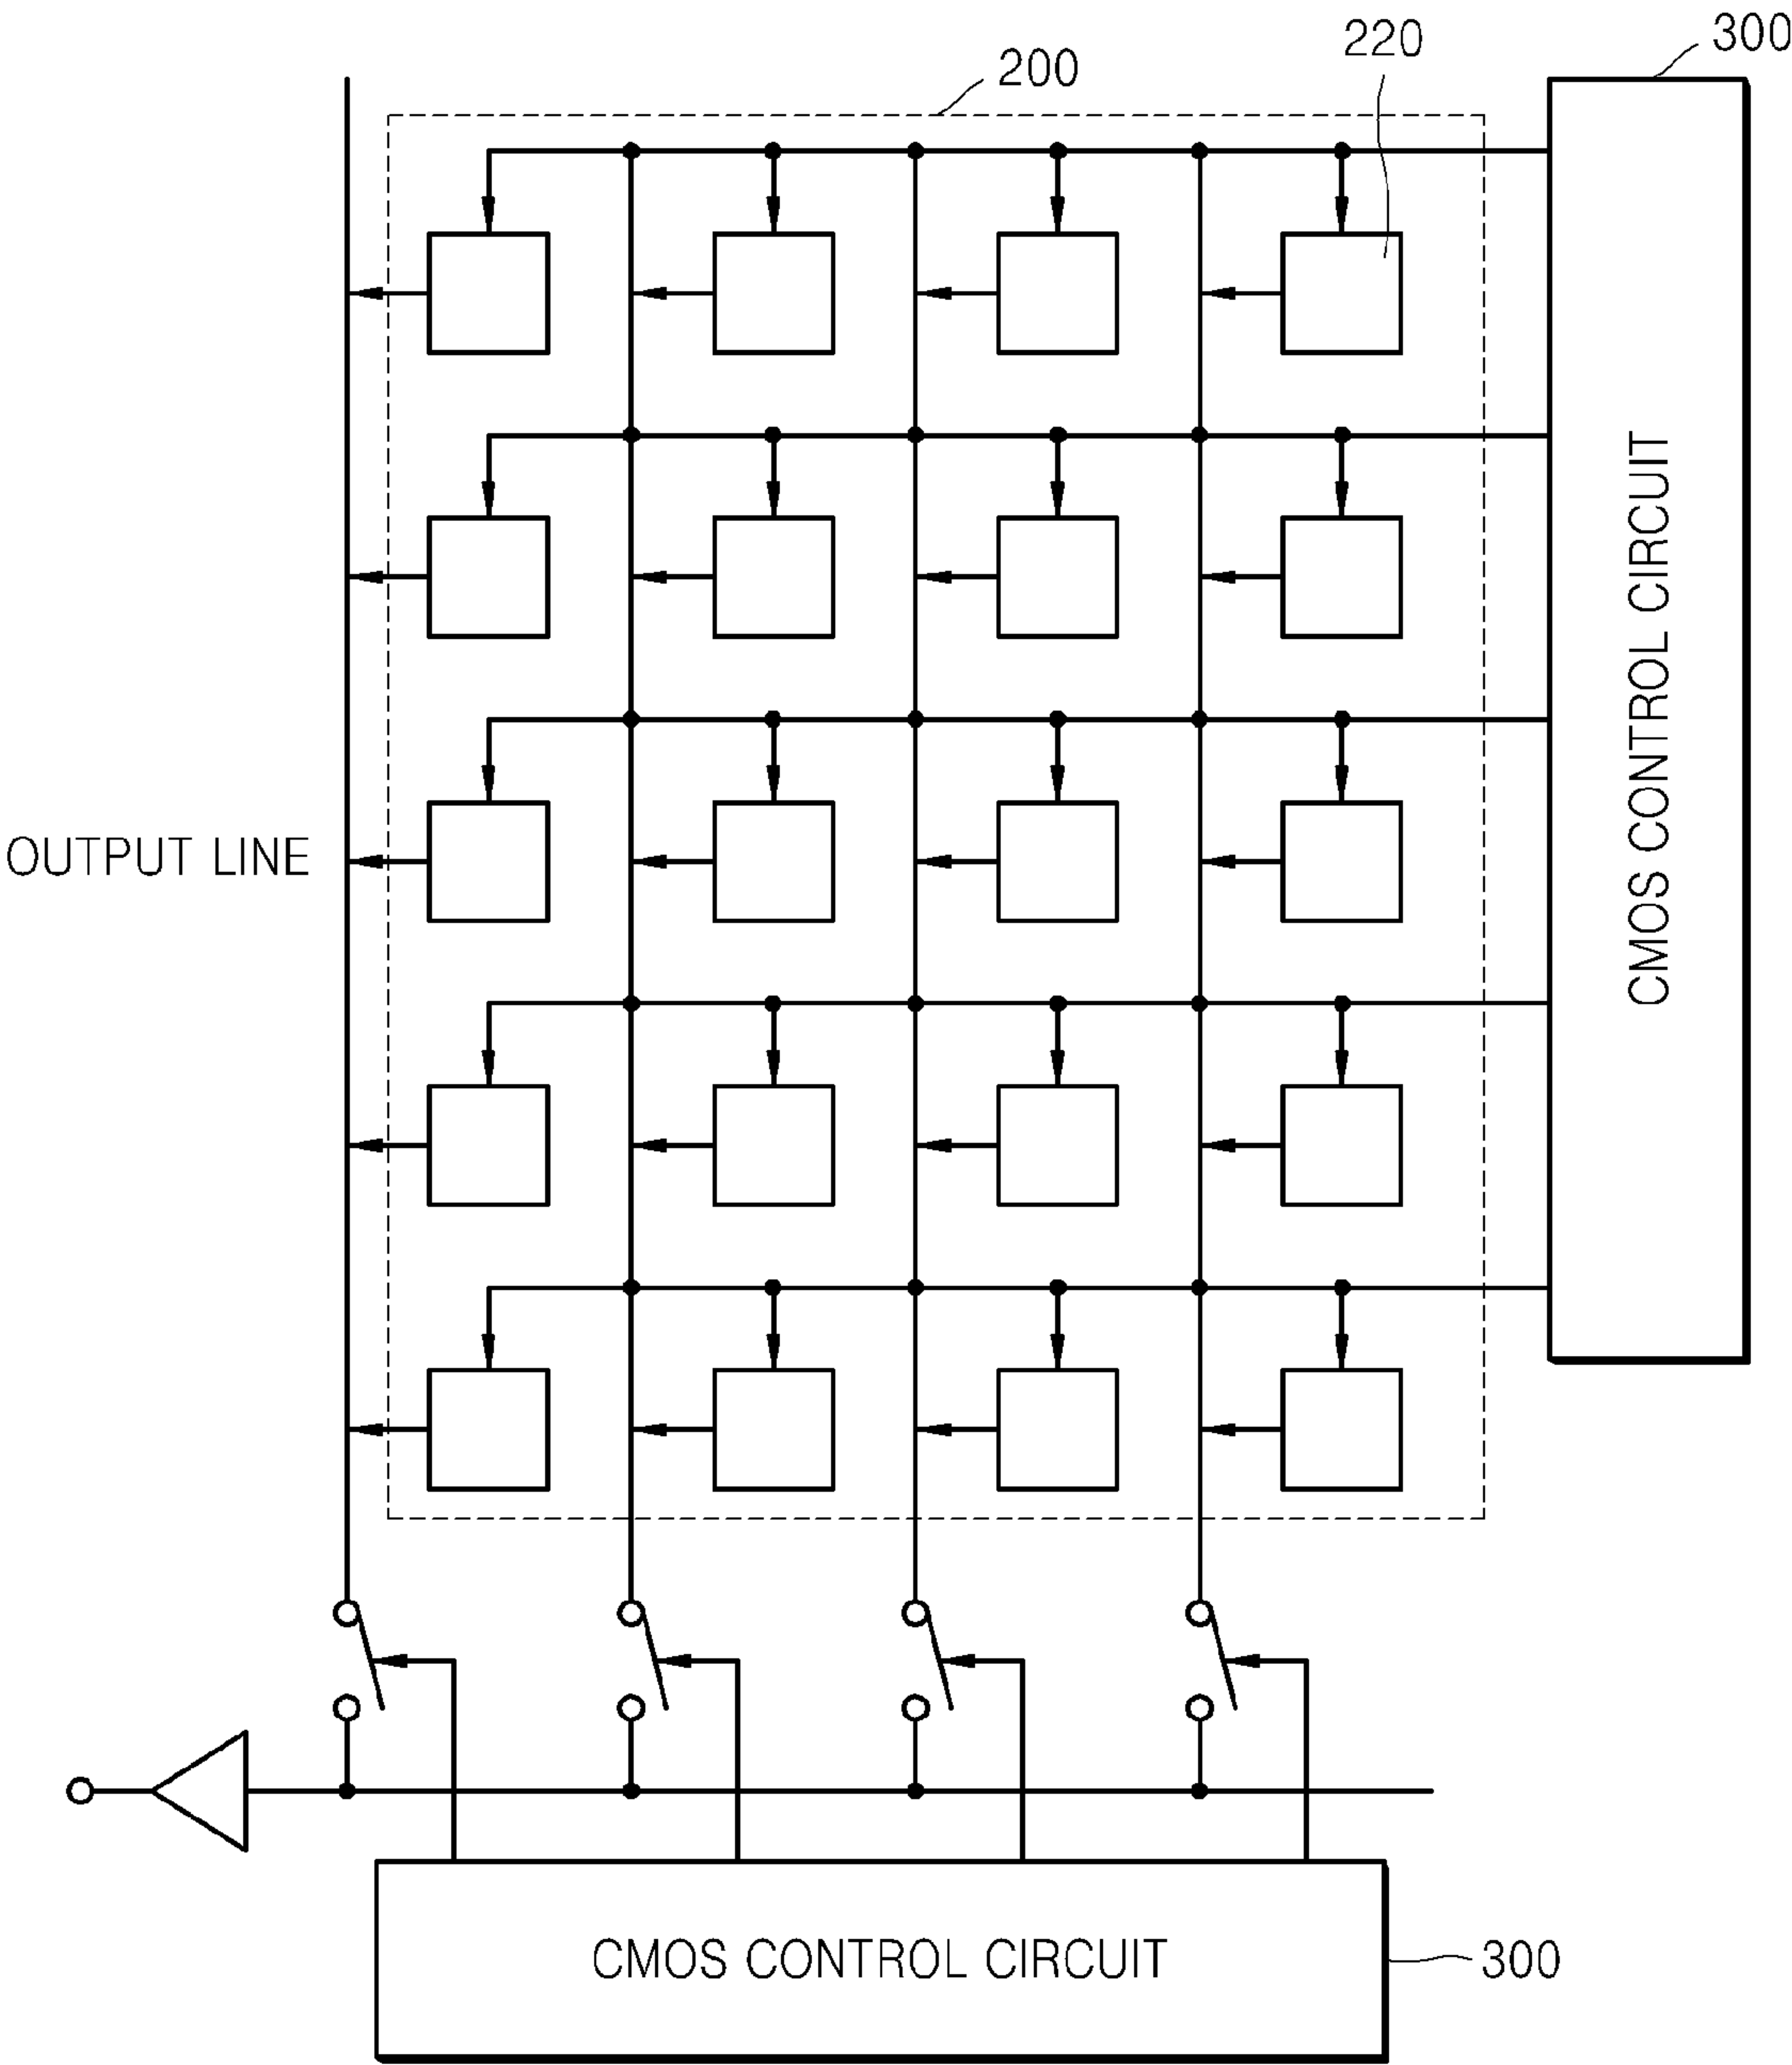 300
220
200
CMOS CONTROL CIRCUIT
OUTPUT LINE
CMOS CONTROL CIRCUIT
300